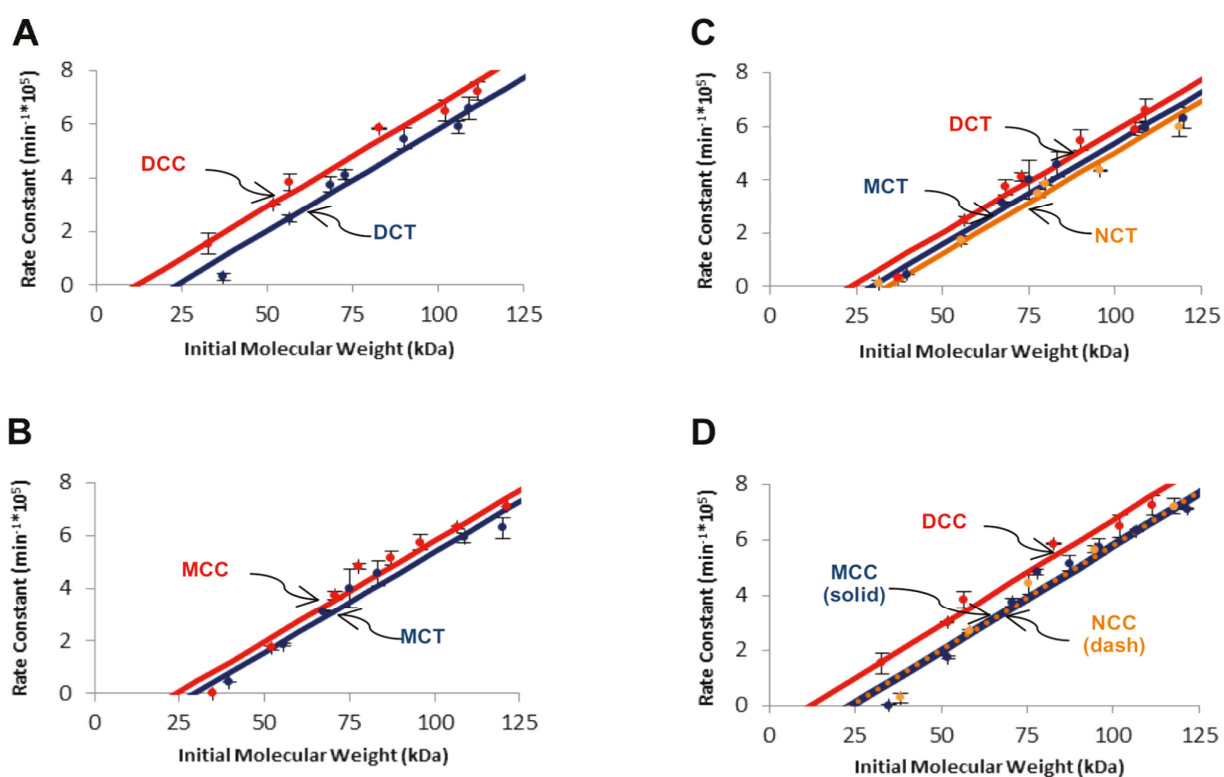 A
Rate Constant (min⁻¹*10⁵)
8
6
4
2
0
DCC
DCT
0 25 50 75 100 125
Initial Molecular Weight (kDa)
C
Rate Constant (min⁻¹*10⁵)
8
6
4
2
0
DCT
MCT
NCT
0 25 50 75 100 125
Initial Molecular Weight (kDa)
B
Rate Constant (min⁻¹*10⁵)
8
6
4
2
0
MCC
MCT
0 25 50 75 100 125
Initial Molecular Weight (kDa)
D
Rate Constant (min⁻¹*10⁵)
8
6
4
2
0
DCC
MCC
(solid)
NCC
(dash)
0 25 50 75 100 125
Initial Molecular Weight (kDa)